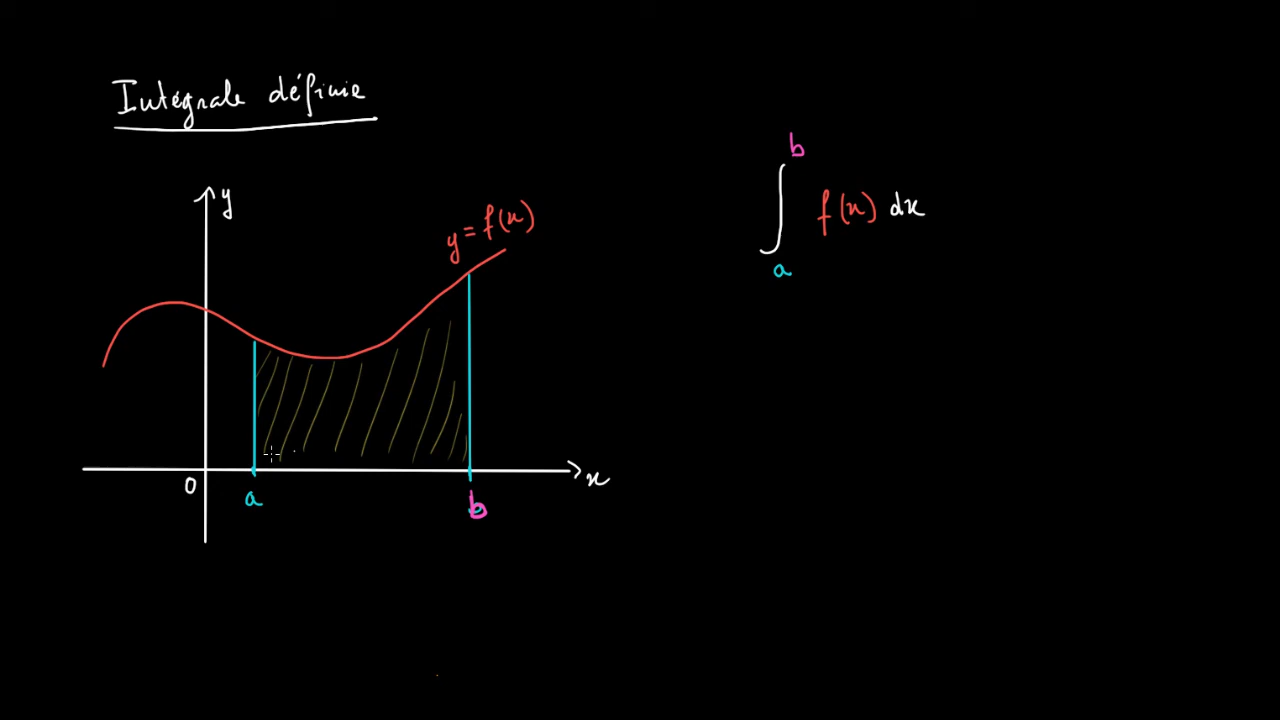 Intégrale définie
y
y = f(x)
0
a
b
x
b
∫ f(x) dx
a